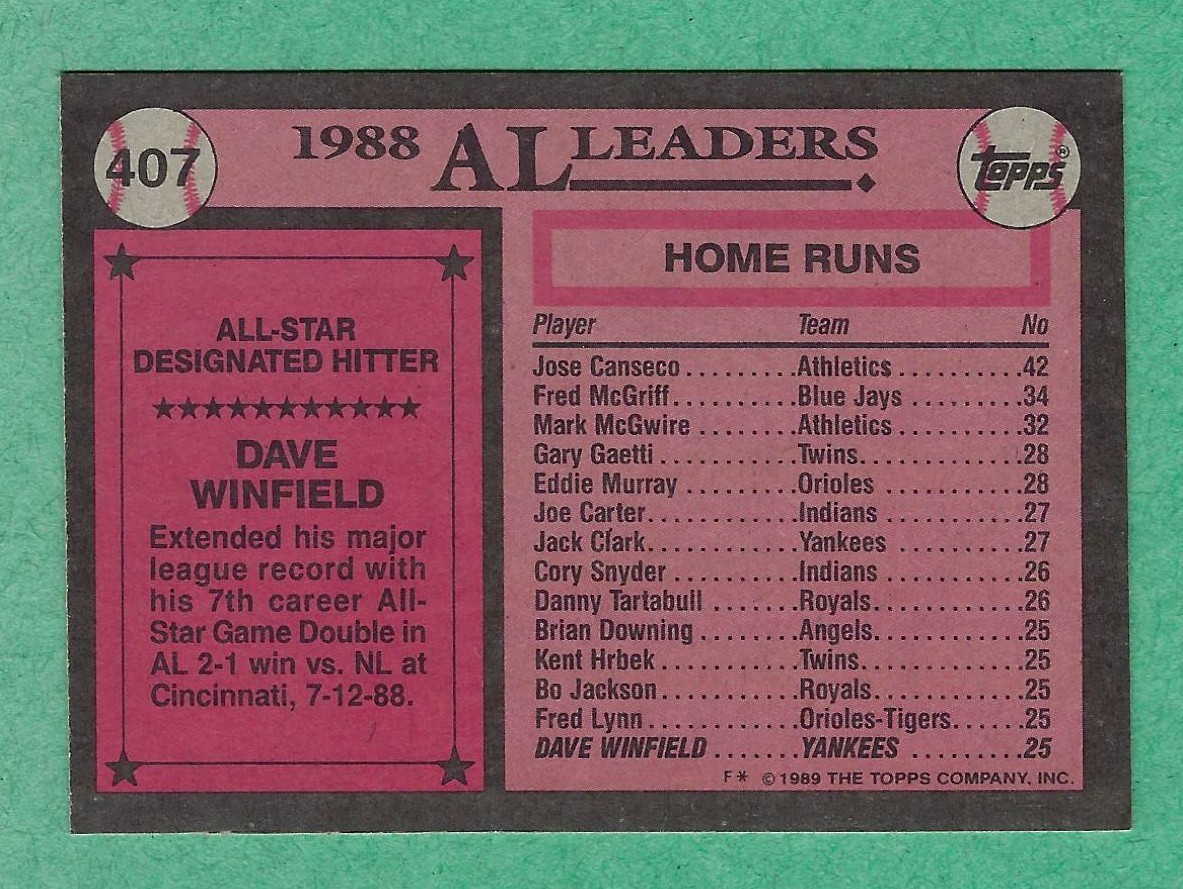 407
1988 AL LEADERS
topps®
ALL-STAR
DESIGNATED HITTER
DAVE
WINFIELD
Extended his major
league record with
his 7th career All-
Star Game Double in
AL 2-1 win vs. NL at
Cincinnati, 7-12-88.
HOME RUNS
Player Team No
Jose Canseco.........Athletics..........42
Fred McGriff..........Blue Jays.........34
Mark McGwire........Athletics..........32
Gary Gaetti...........Twins.............28
Eddie Murray.........Orioles...........28
Joe Carter............Indians...........27
Jack Clark............Yankees..........27
Cory Snyder..........Indians...........26
Danny Tartabull.......Royals............26
Brian Downing........Angels............25
Kent Hrbek...........Twins.............25
Bo Jackson...........Royals............25
Fred Lynn............Orioles-Tigers......25
DAVE WINFIELD.......YANKEES.........25
F* © 1989 THE TOPPS COMPANY, INC.